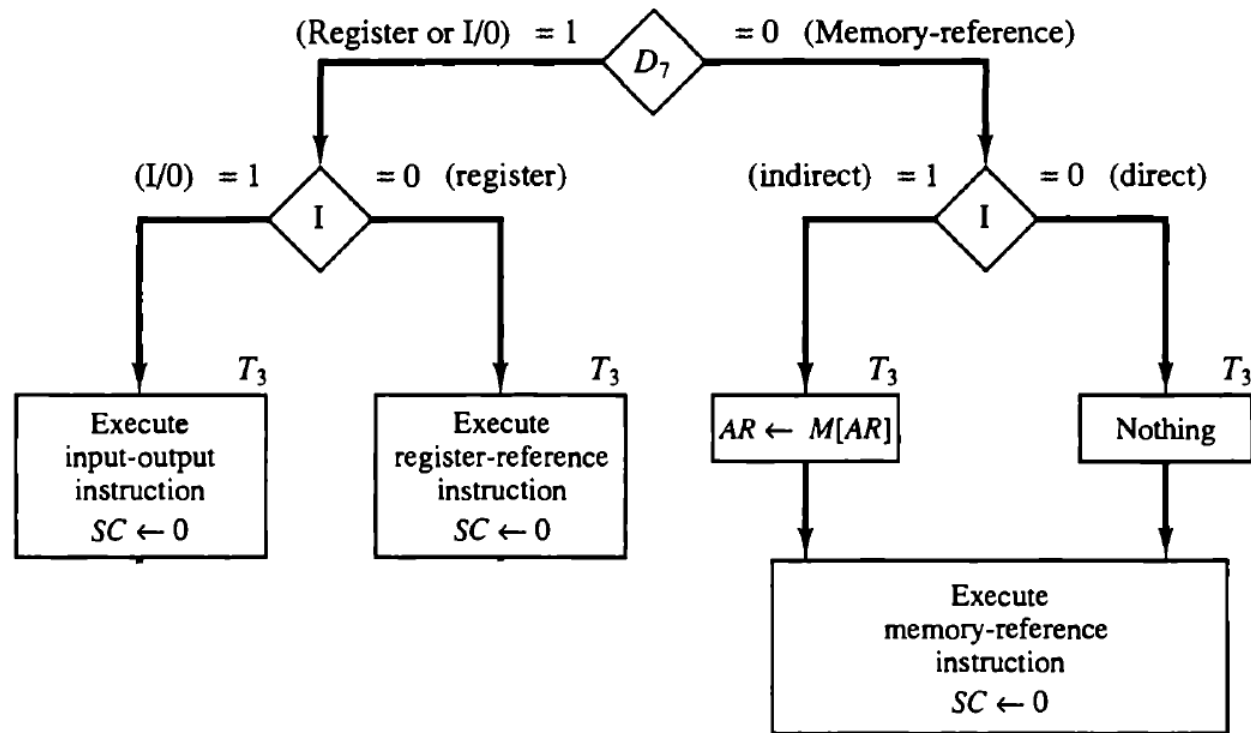 (Register or I/0) = 1
D₇
= 0 (Memory-reference)
(I/0) = 1
I
= 0 (register)
(indirect) = 1
I
= 0 (direct)
T₃
T₃
T₃
T₃
Execute
input-output
instruction
SC ← 0
Execute
register-reference
instruction
SC ← 0
AR ← M[AR]
Nothing
Execute
memory-reference
instruction
SC ← 0